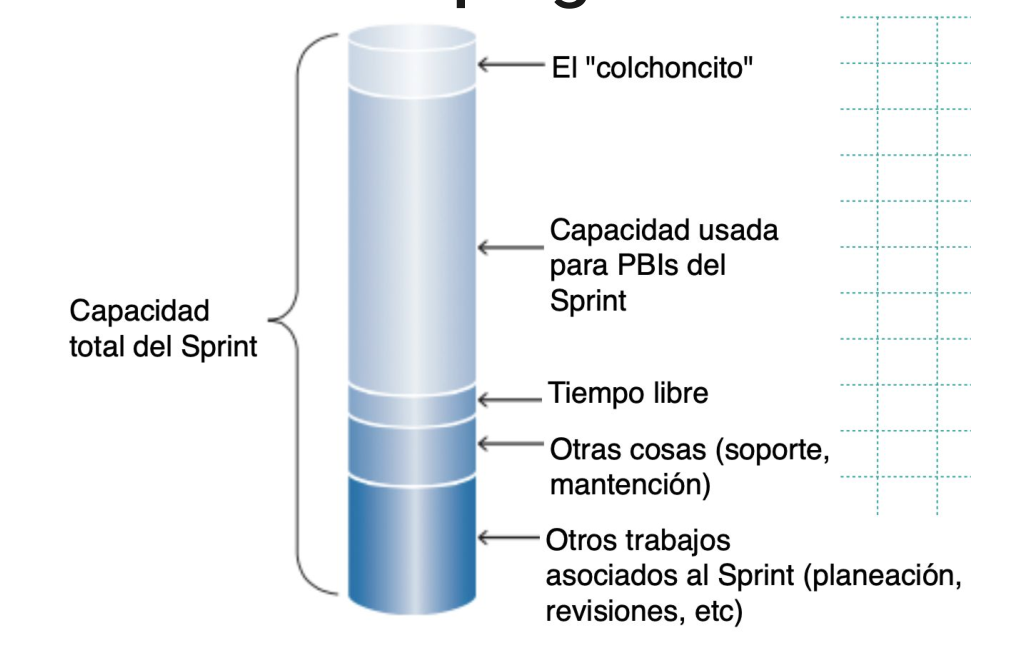 Capacidad
total del Sprint
El "colchoncito"
Capacidad usada
para PBIs del
Sprint
Tiempo libre
Otras cosas (soporte,
mantención)
Otros trabajos
asociados al Sprint (planeación,
revisiones, etc)